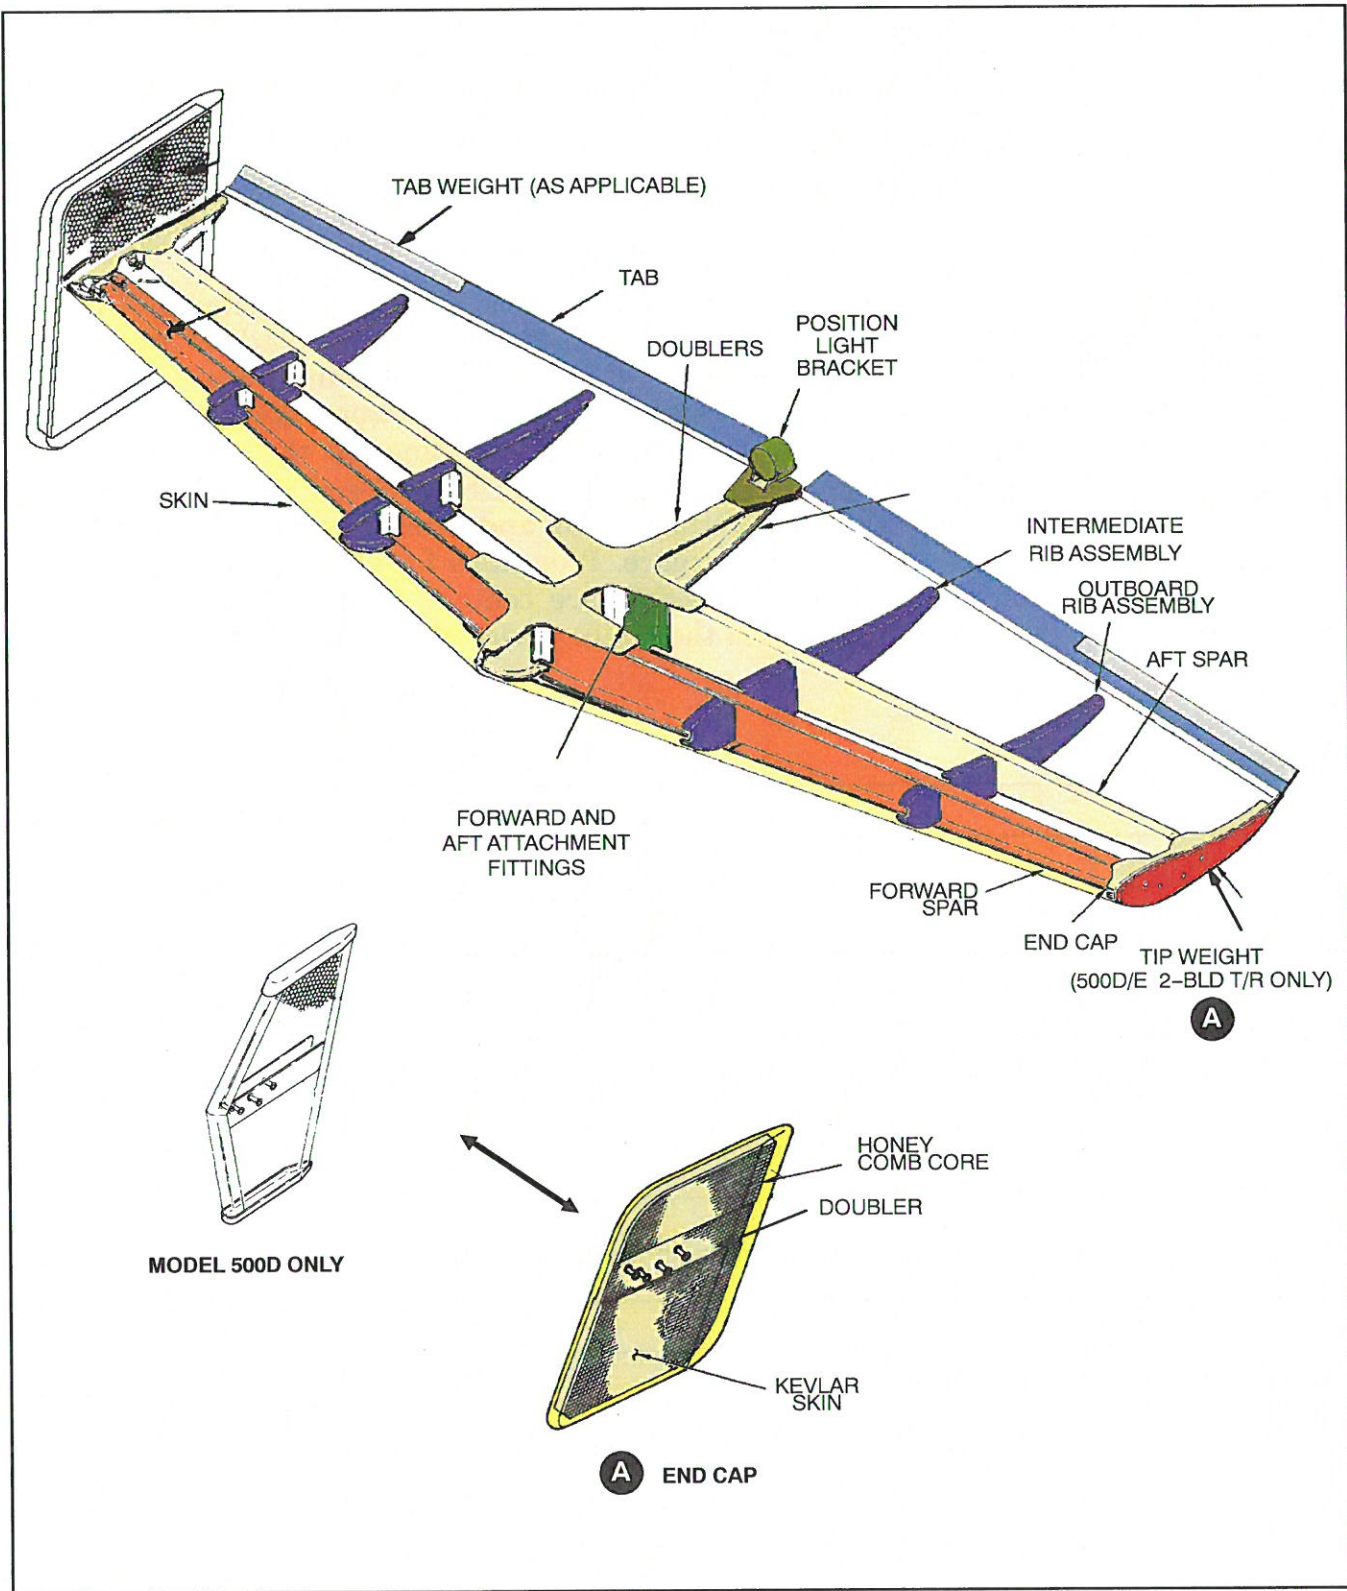 TAB WEIGHT (AS APPLICABLE)
TAB
POSITION
LIGHT
BRACKET
DOUBLERS
SKIN
INTERMEDIATE
RIB ASSEMBLY
OUTBOARD
RIB ASSEMBLY
AFT SPAR
FORWARD AND
AFT ATTACHMENT
FITTINGS
FORWARD
SPAR
END CAP
TIP WEIGHT
(500D/E 2-BLD T/R ONLY)
A
MODEL 500D ONLY
HONEY
COMB CORE
DOUBLER
KEVLAR
SKIN
A END CAP